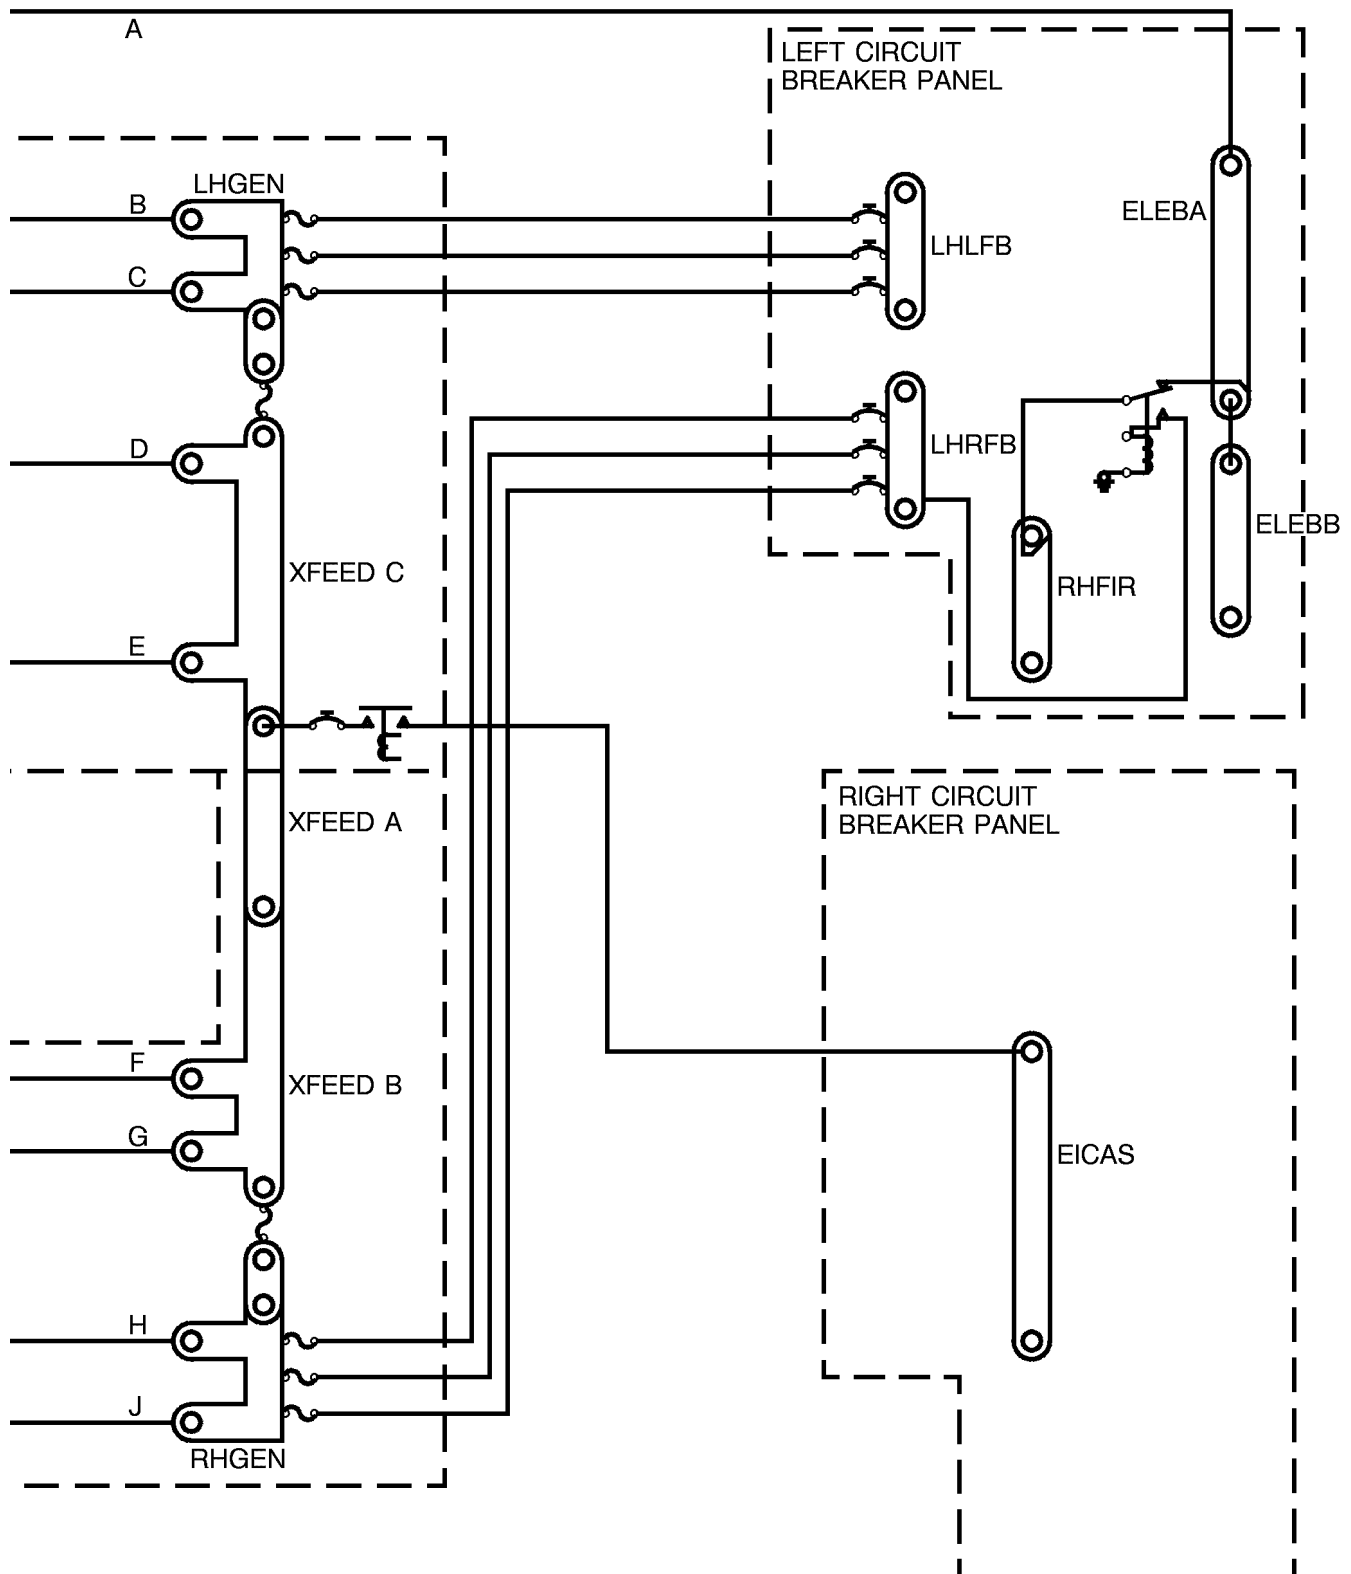 A
LEFT CIRCUIT
BREAKER PANEL
LHGEN
B
ELEBA
LHLFB
C
D
LHRFB
ELEBB
XFEED C
RHFIR
E
RIGHT CIRCUIT
BREAKER PANEL
XFEED A
F
XFEED B
G
EICAS
H
J
RHGEN